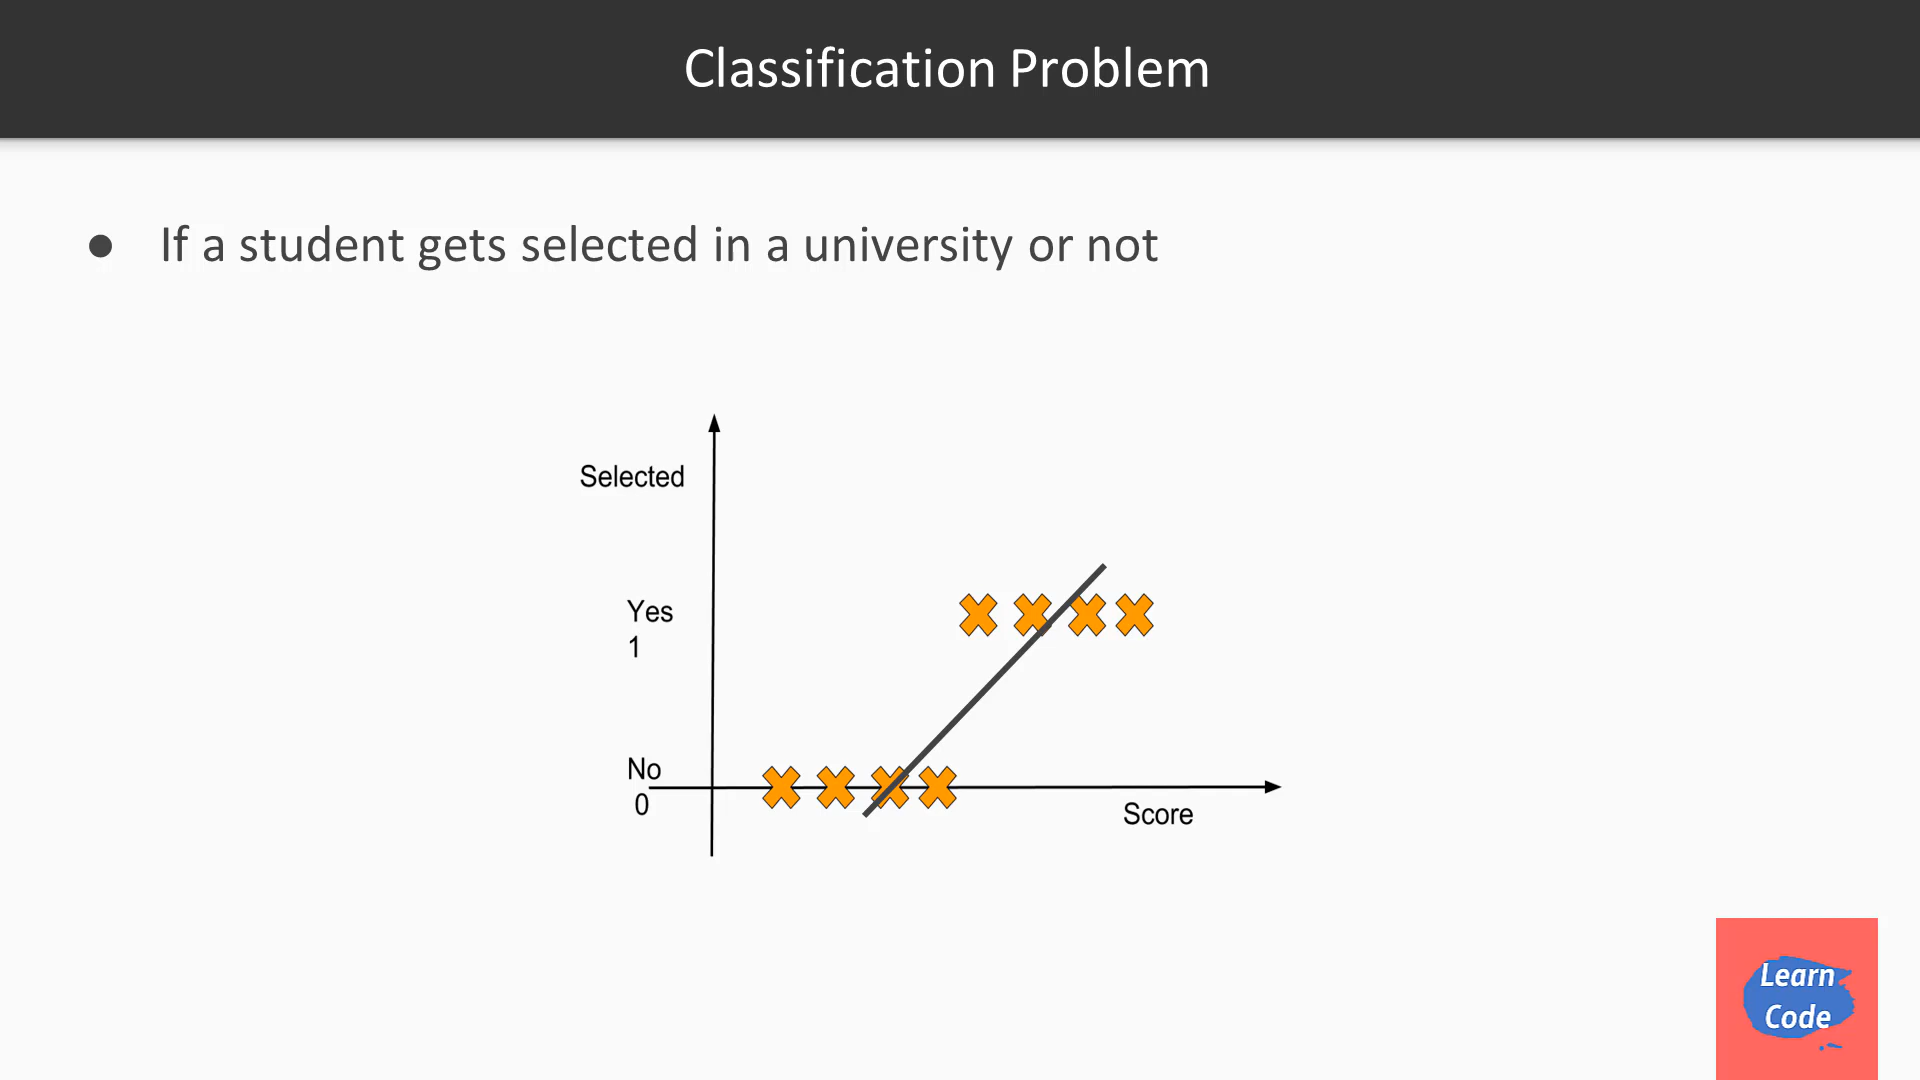 Classification Problem
● If a student gets selected in a university or not
Selected
Yes
1
No
0
Score
Learn
Code